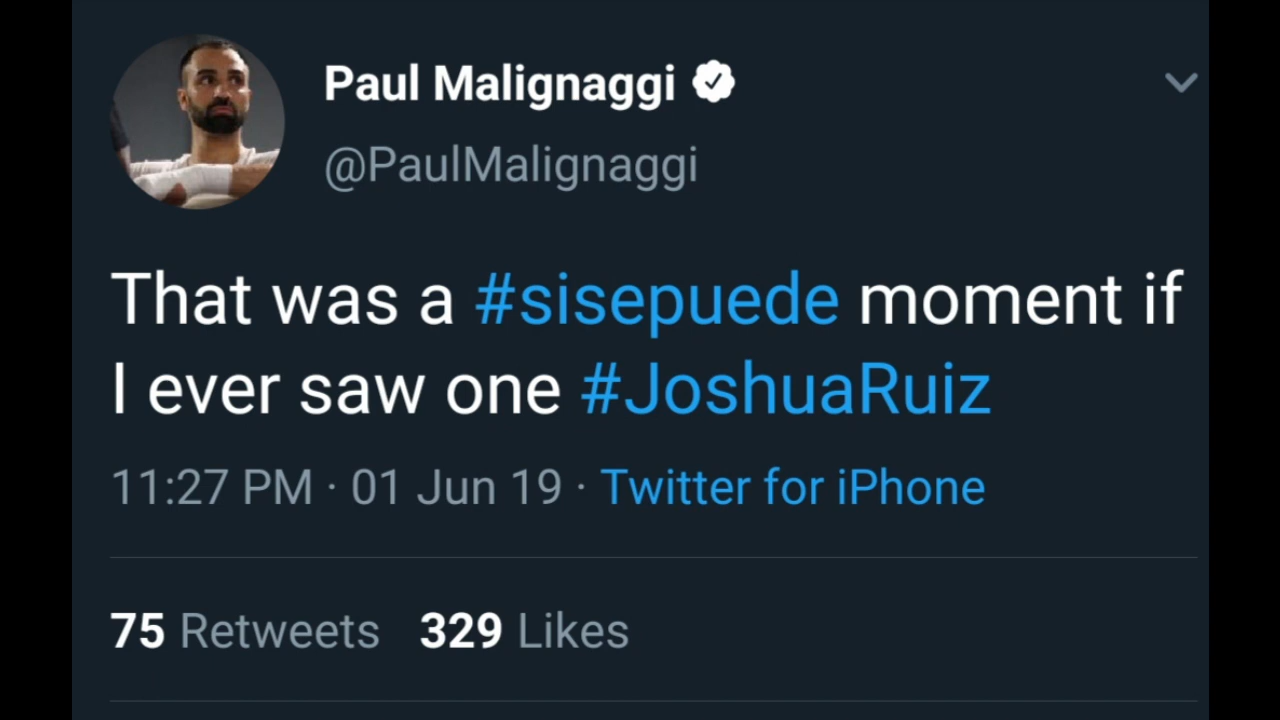 Paul Malignaggi
@PaulMalignaggi
That was a #sisepuede moment if
I ever saw one #JoshuaRuiz
11:27 PM · 01 Jun 19 · Twitter for iPhone
75 Retweets 329 Likes